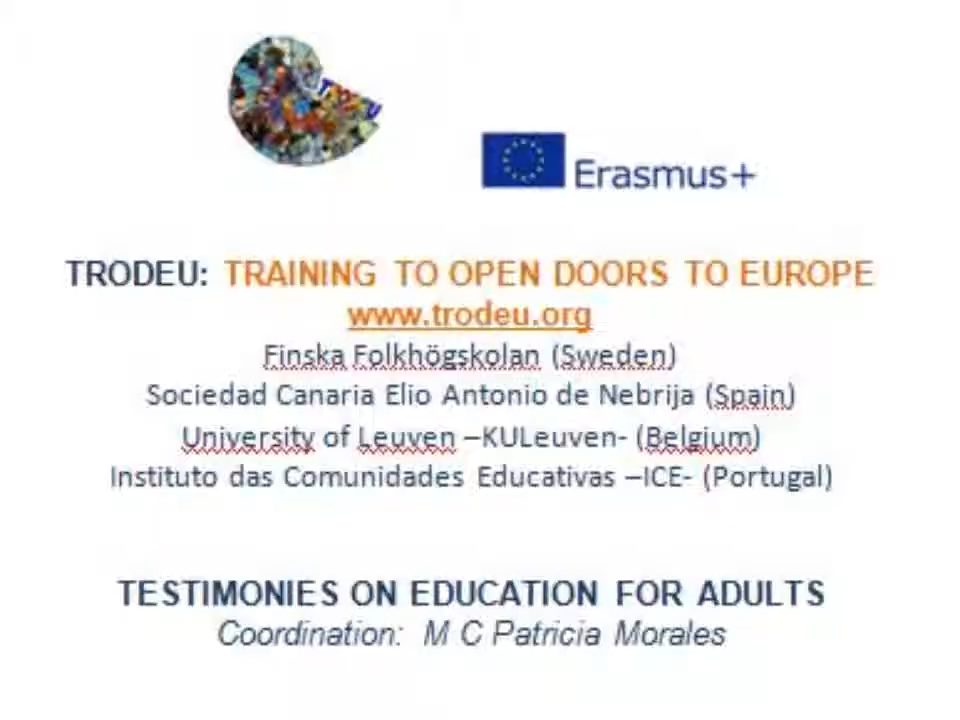 TRODEU
Erasmus+
TRODEU: TRAINING TO OPEN DOORS TO EUROPE
www.trodeu.org
Finska Folkhögskolan (Sweden)
Sociedad Canaria Elio Antonio de Nebrija (Spain)
University of Leuven –KULeuven- (Belgium)
Instituto das Comunidades Educativas –ICE- (Portugal)
TESTIMONIES ON EDUCATION FOR ADULTS
Coordination: M C Patricia Morales